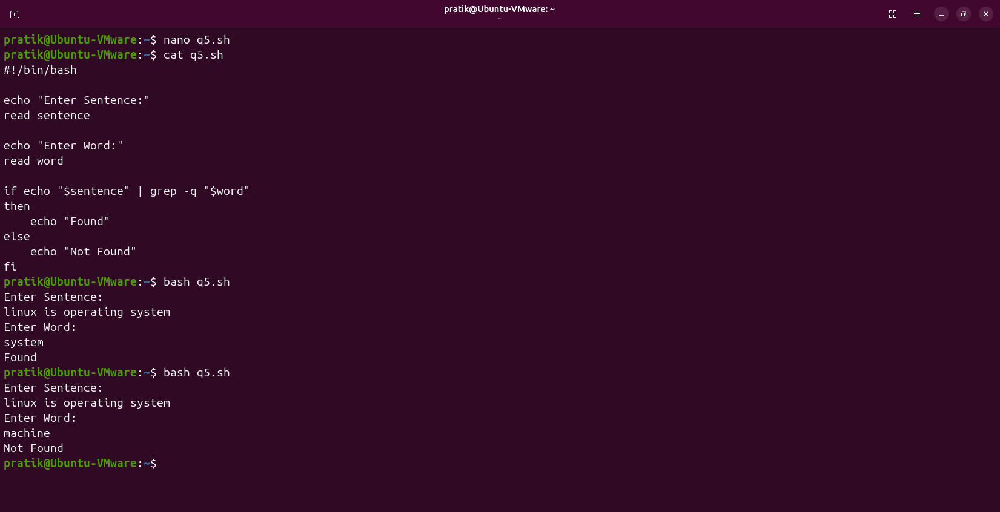 pratik@Ubuntu-VMware: ~
~
pratik@Ubuntu-VMware:~$ nano q5.sh
pratik@Ubuntu-VMware:~$ cat q5.sh
#!/bin/bash

echo "Enter Sentence:"
read sentence

echo "Enter Word:"
read word

if echo "$sentence" | grep -q "$word"
then
    echo "Found"
else
    echo "Not Found"
fi
pratik@Ubuntu-VMware:~$ bash q5.sh
Enter Sentence:
linux is operating system
Enter Word:
system
Found
pratik@Ubuntu-VMware:~$ bash q5.sh
Enter Sentence:
linux is operating system
Enter Word:
machine
Not Found
pratik@Ubuntu-VMware:~$